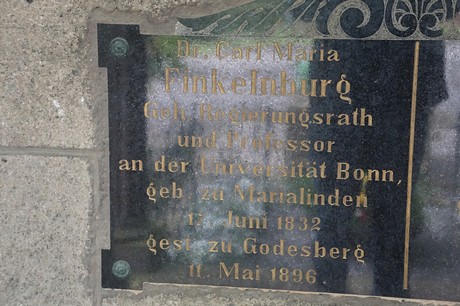 Dr. Carl Maria
Finkelnburg
Geh. Regierungsrath
und Professor
an der Universität Bonn,
geb. zu Marialinden
12. Juni 1832
gest. zu Godesberg
11. Mai 1896.